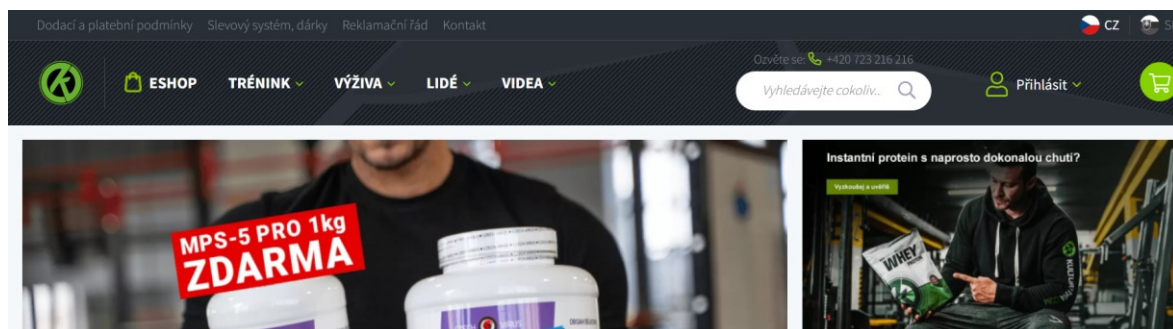 Dodací a platební podmínky Slevový systém, dárky Reklamační řád Kontakt
CZ
Ozvěte se: +420 723 216 216
ESHOP TRÉNINK VÝŽIVA LIDÉ VIDEA
Vyhledávejte cokoliv..
Přihlásit
MPS-5 PRO 1kg
ZDARMA
Instantní protein s naprosto dokonalou chutí?
Vyzkoušej a uvěříš
WHEY